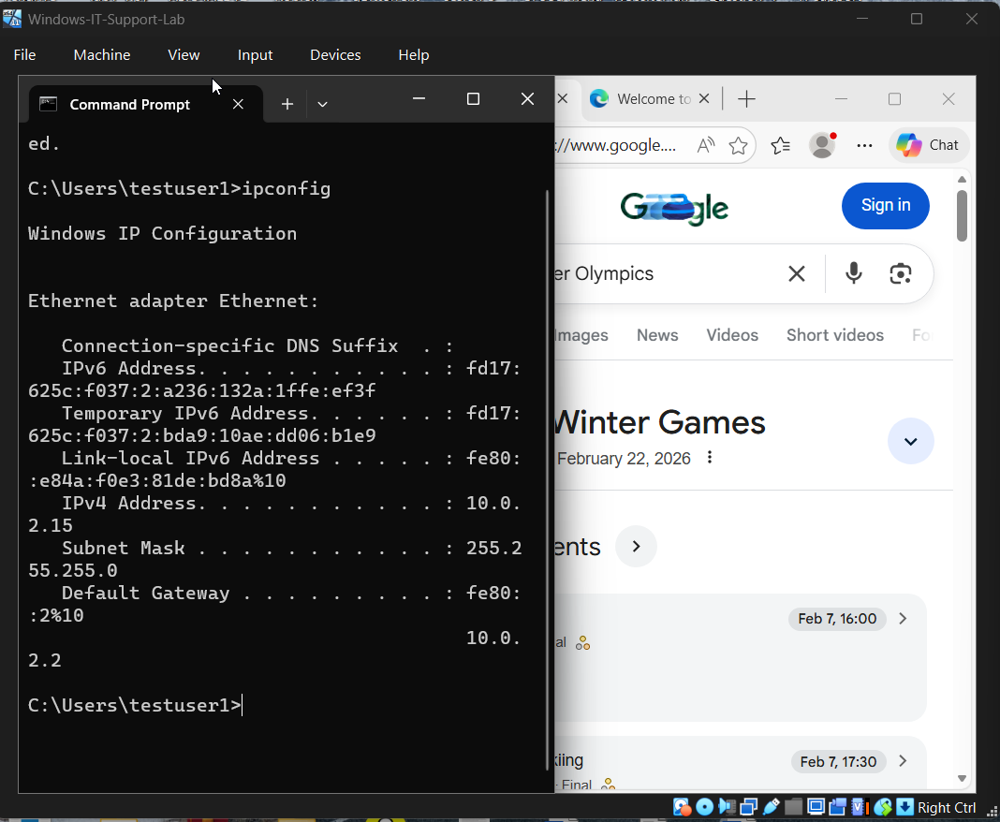 Windows-IT-Support-Lab
File Machine View Input Devices Help
Command Prompt
ed.
C:\Users\testuser1>ipconfig
Windows IP Configuration
Ethernet adapter Ethernet:
Connection-specific DNS Suffix . :
IPv6 Address. . . . . . . . . . . : fd17:
625c:f037:2:a236:132a:1ffe:ef3f
Temporary IPv6 Address. . . . . . : fd17:
625c:f037:2:bda9:10ae:dd06:b1e9
Link-local IPv6 Address . . . . . : fe80:
:e84a:f0e3:81de:bd8a%10
IPv4 Address. . . . . . . . . . . : 10.0.
2.15
Subnet Mask . . . . . . . . . . . : 255.2
55.255.0
Default Gateway . . . . . . . . . : fe80:
:2%10
10.0.
2.2
C:\Users\testuser1>
Welcome to
://www.google.... A Chat
Google
Sign in
er Olympics
Images News Videos Short videos Fo
Winter Games
February 22, 2026
ents
Feb 7, 16:00
al
kiing
Feb 7, 17:30
· Final
Right Ctrl